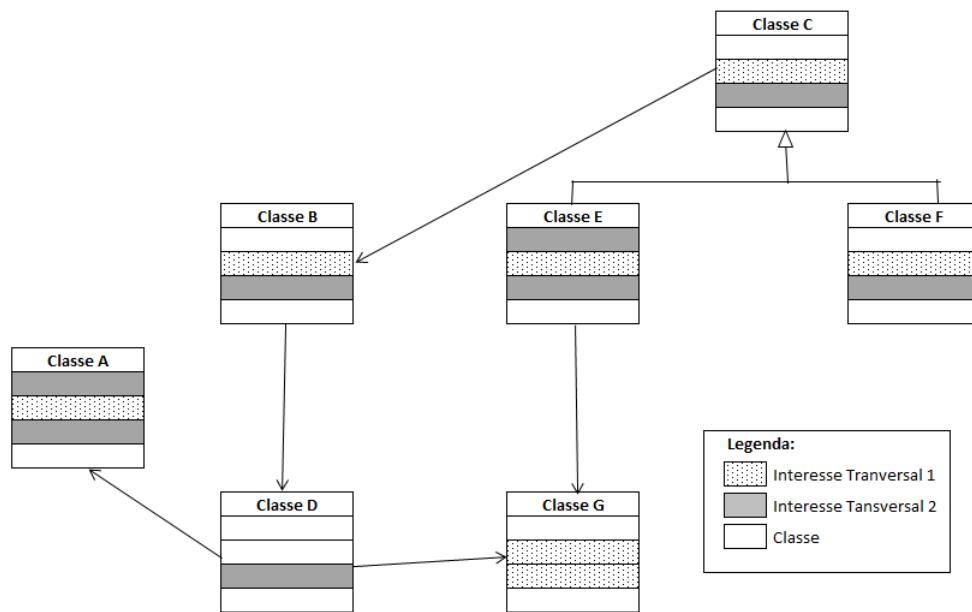 Classe C
Classe B
Classe E
Classe F
Classe A
Legenda:
Interesse Tranversal 1
Interesse Tansversal 2
Classe
Classe D
Classe G